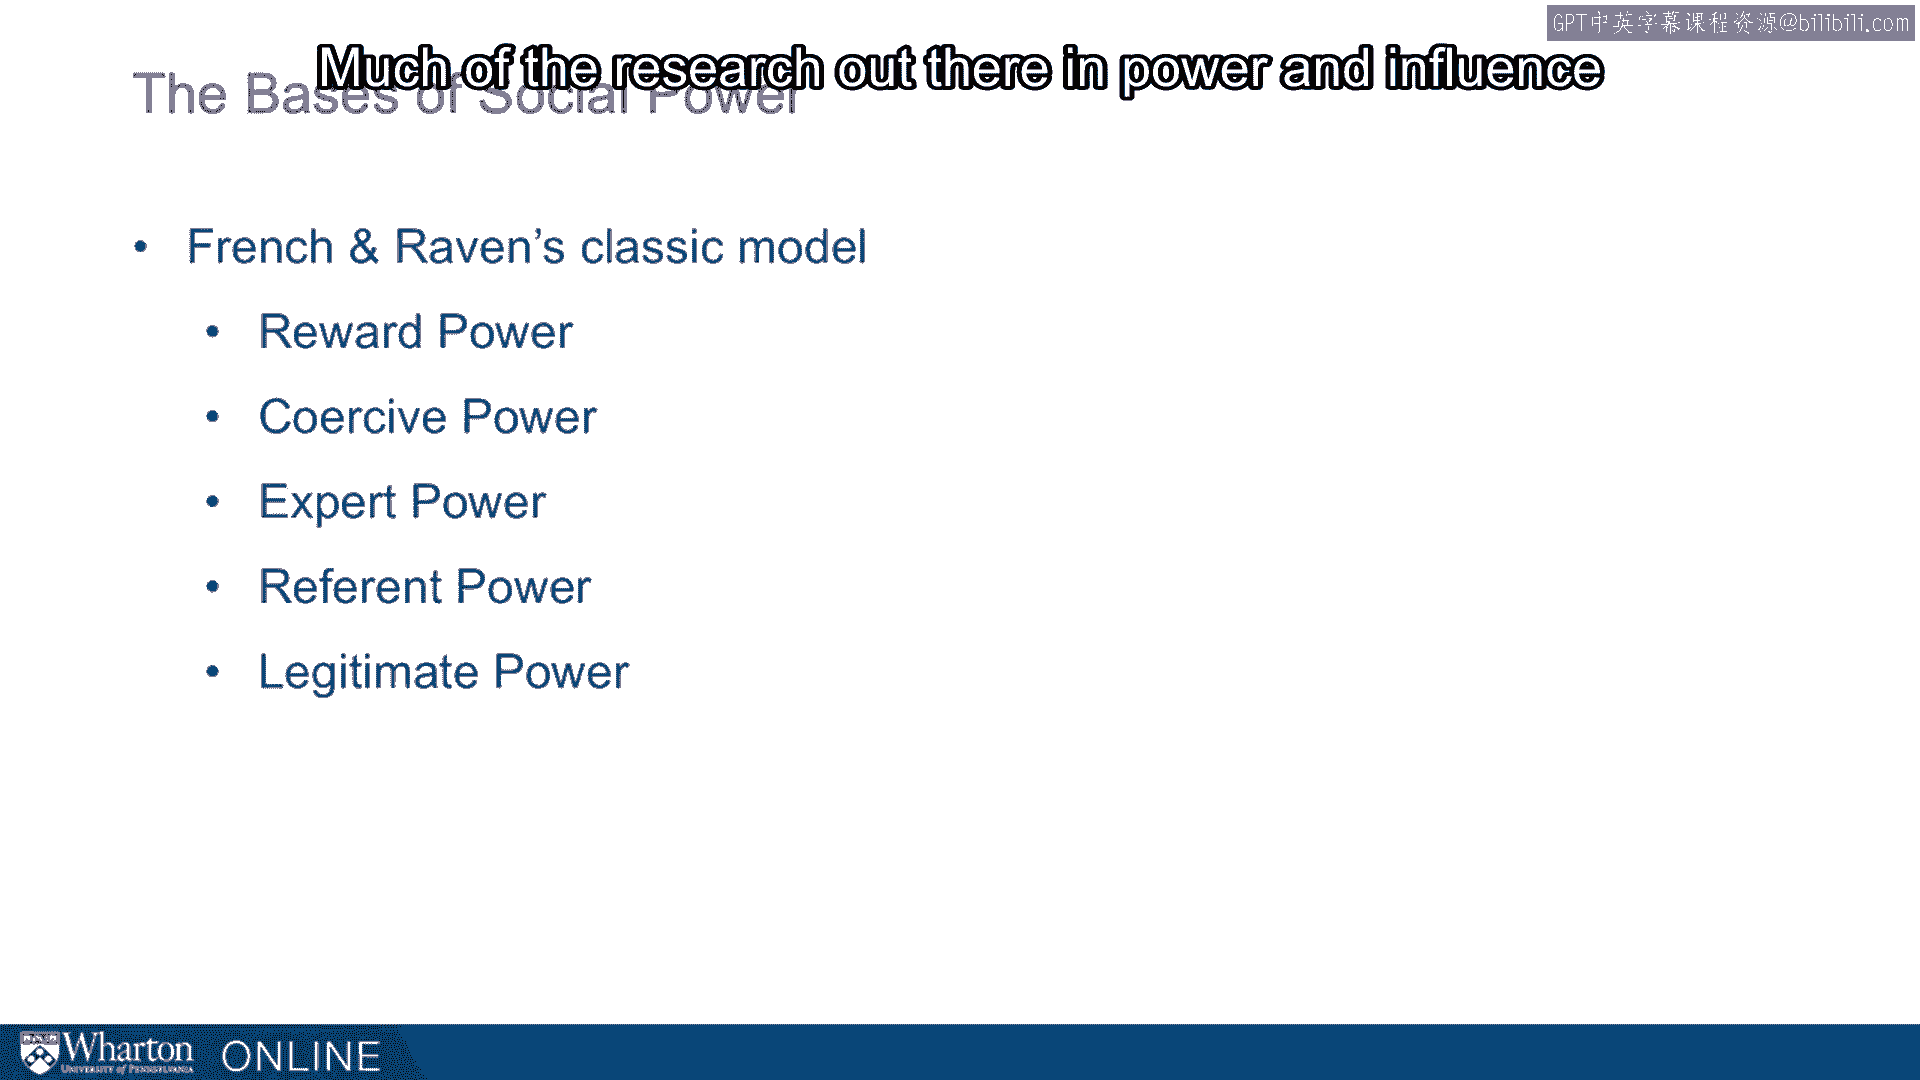 GPT中英字幕课程资源@bilibili.com
Much of the research out there in power and influence
The Bases of Social Power
• French & Raven’s classic model
• Reward Power
• Coercive Power
• Expert Power
• Referent Power
• Legitimate Power
Wharton
UNIVERSITY of PENNSYLVANIA
ONLINE